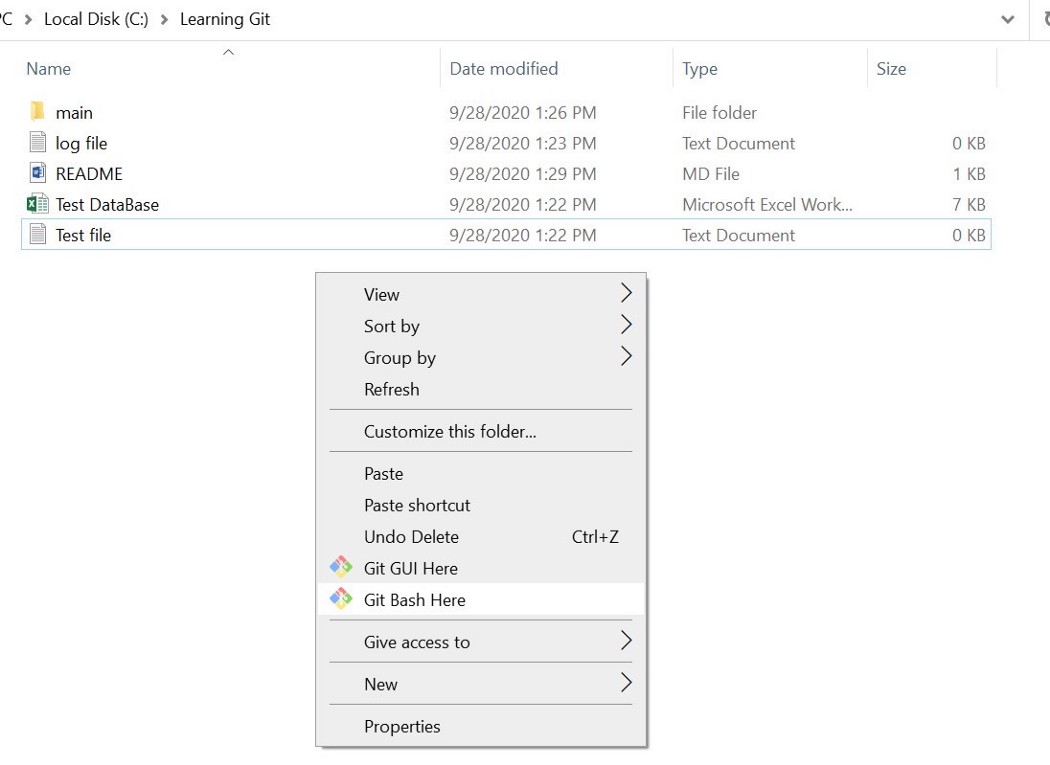 PC > Local Disk (C:) > Learning Git
Name Date modified Type Size
main 9/28/2020 1:26 PM File folder
log file 9/28/2020 1:23 PM Text Document 0 KB
README 9/28/2020 1:29 PM MD File 1 KB
Test DataBase 9/28/2020 1:22 PM Microsoft Excel Work... 7 KB
Test file 9/28/2020 1:22 PM Text Document 0 KB
View
Sort by
Group by
Refresh
Customize this folder...
Paste
Paste shortcut
Undo Delete Ctrl+Z
Git GUI Here
Git Bash Here
Give access to
New
Properties